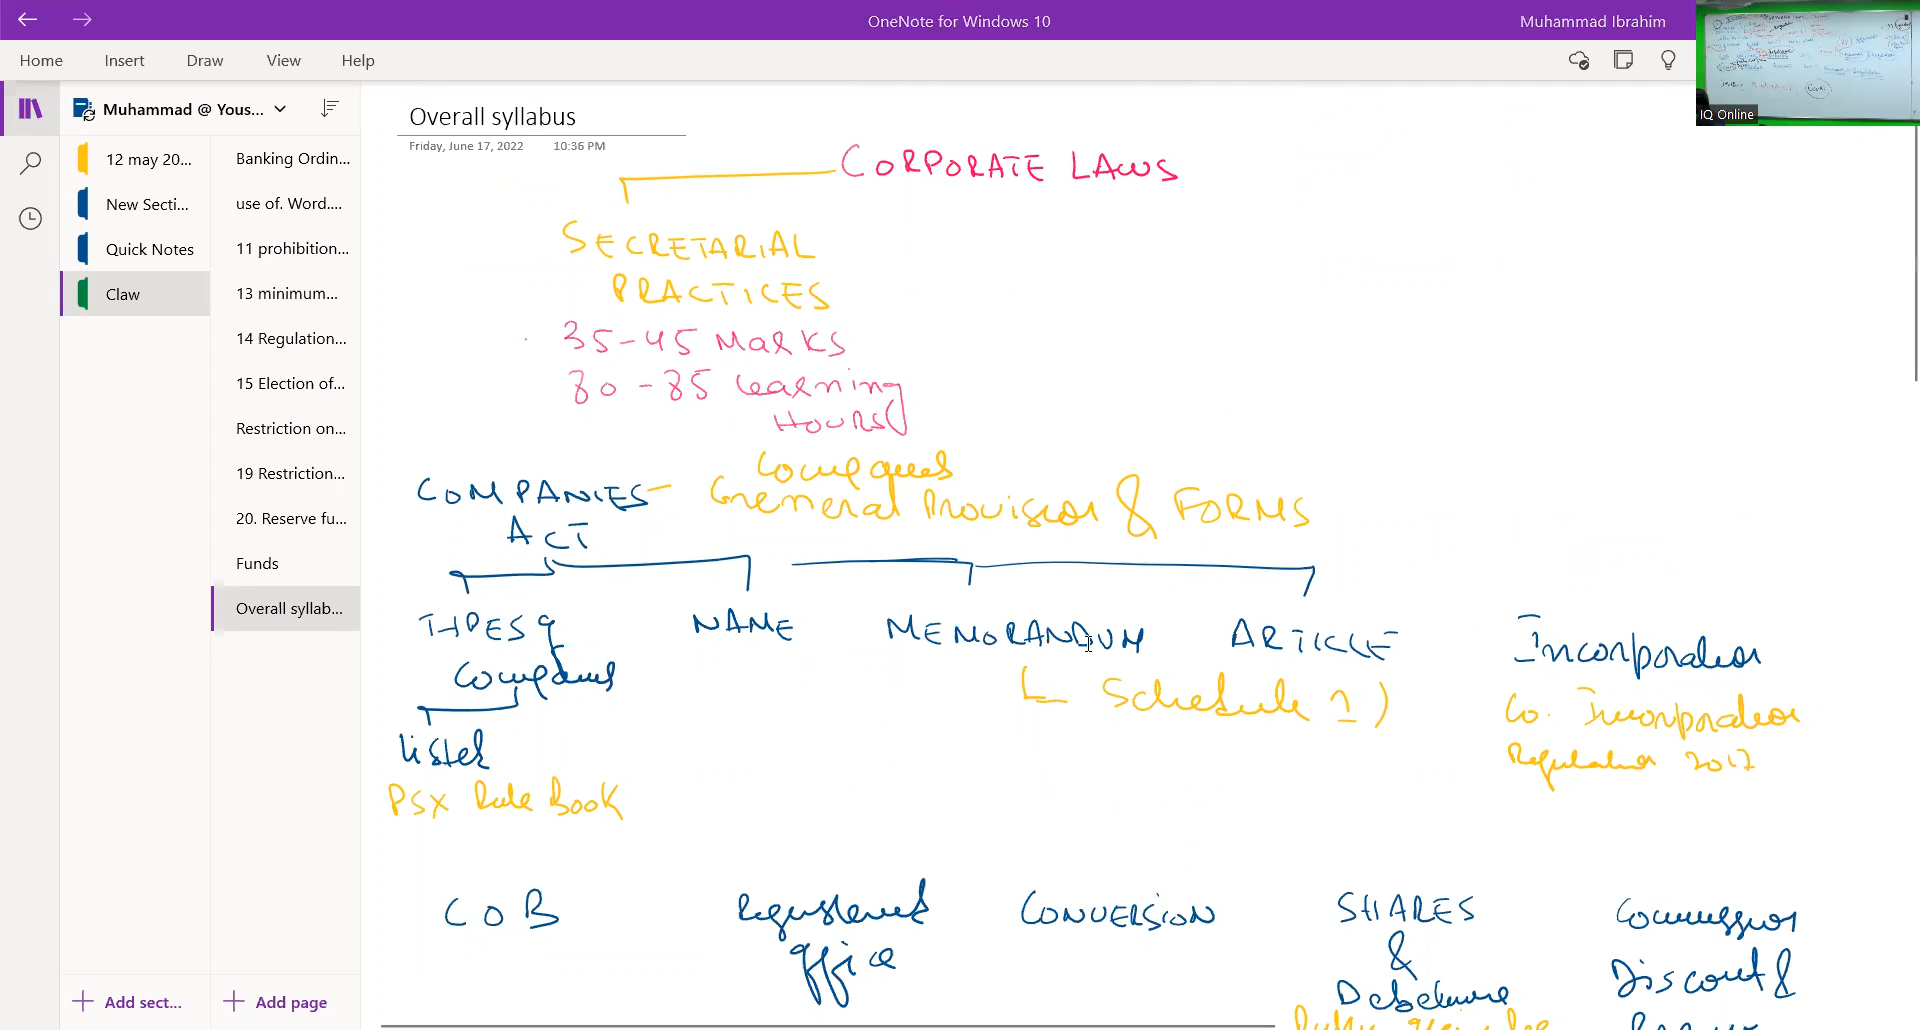 OneNote for Windows 10
Muhammad Ibrahim
Home
Insert
Draw
View
Help
IQ Online
Muhammad @ Yous...
12 may 20...
New Secti...
Quick Notes
Claw
Add sect...
Banking Ordin...
use of. Word....
11 prohibition...
13 minimum...
14 Regulation...
15 Election of...
Restriction on...
19 Restriction...
20. Reserve fu...
Funds
Overall syllab...
Add page
Overall syllabus
Friday, June 17, 2022 10:36 PM
CORPORATE LAWS
SECRETARIAL
PRACTICES
35-45 Marks
80-85 learning
HOURS
COMPANIES - General Provision & FORMS
ACT
TYPES of
NAME
MEMORANDUM
ARTICLE
Incorporation
Schedule 1)
Co. Incorporation
Regulation 2017
Listed
PSX Rule Book
COB
Registered
office
CONVERSION
SHARES
&
Debenture
Commission
Discount &